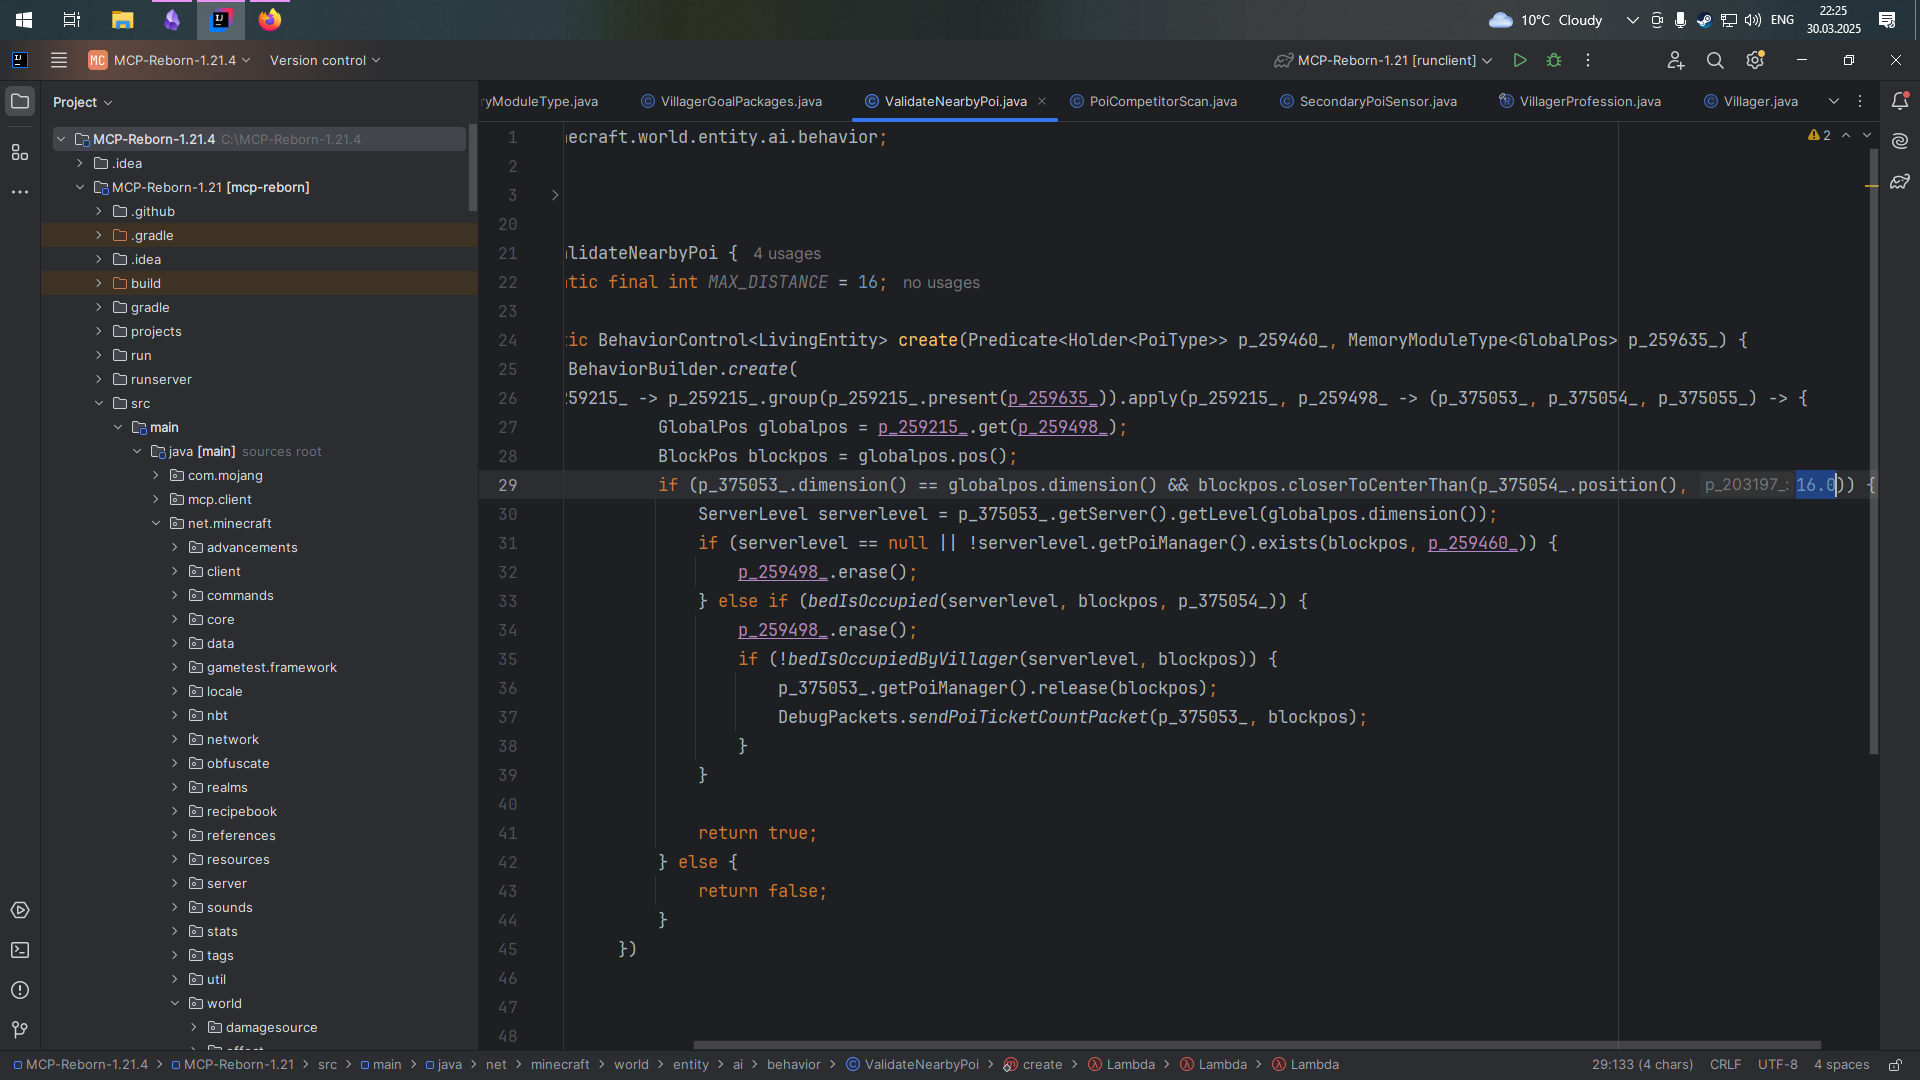 10°C Cloudy
ENG
22:25
30.03.2025
MC MCP-Reborn-1.21.4
Version control
MCP-Reborn-1.21 [runclient]
Project
MCP-Reborn-1.21.4 C:\MCP-Reborn-1.21.4
.idea
MCP-Reborn-1.21 [mcp-reborn]
.github
.gradle
.idea
build
gradle
projects
run
runserver
src
main
java [main] sources root
com.mojang
mcp.client
net.minecraft
advancements
client
commands
core
data
gametest.framework
locale
nbt
network
obfuscate
realms
recipebook
references
resources
server
sounds
stats
tags
util
world
damagesource
ryModuleType.java
VillagerGoalPackages.java
ValidateNearbyPoi.java
PoiCompetitorScan.java
SecondaryPoiSensor.java
VillagerProfession.java
Villager.java
2
1 necraft.world.entity.ai.behavior;
2
3
20
21 alidateNearbyPoi { 4 usages
22 atic final int MAX_DISTANCE = 16; no usages
23
24 tic BehaviorControl<LivingEntity> create(Predicate<Holder<PoiType>> p_259460_, MemoryModuleType<GlobalPos> p_259635_) {
25 BehaviorBuilder.create(
26 259215_ -> p_259215_.group(p_259215_.present(p_259635_)).apply(p_259215_, p_259498_ -> (p_375053_, p_375054_, p_375055_) -> {
27 GlobalPos globalpos = p_259215_.get(p_259498_);
28 BlockPos blockpos = globalpos.pos();
29 if (p_375053_.dimension() == globalpos.dimension() && blockpos.closerToCenterThan(p_375054_.position(), p_203197_: 16.0)) {
30 ServerLevel serverlevel = p_375053_.getServer().getLevel(globalpos.dimension());
31 if (serverlevel == null || !serverlevel.getPoiManager().exists(blockpos, p_259460_)) {
32 p_259498_.erase();
33 } else if (bedIsOccupied(serverlevel, blockpos, p_375054_)) {
34 p_259498_.erase();
35 if (!bedIsOccupiedByVillager(serverlevel, blockpos)) {
36 p_375053_.getPoiManager().release(blockpos);
37 DebugPackets.sendPoiTicketCountPacket(p_375053_, blockpos);
38 }
39 }
40
41 return true;
42 } else {
43 return false;
44 }
45 })
46
47
48
MCP-Reborn-1.21.4 > MCP-Reborn-1.21 > src > main > java > net > minecraft > world > entity > ai > behavior > ValidateNearbyPoi > create > Lambda > Lambda > Lambda
29:133 (4 chars) CRLF UTF-8 4 spaces